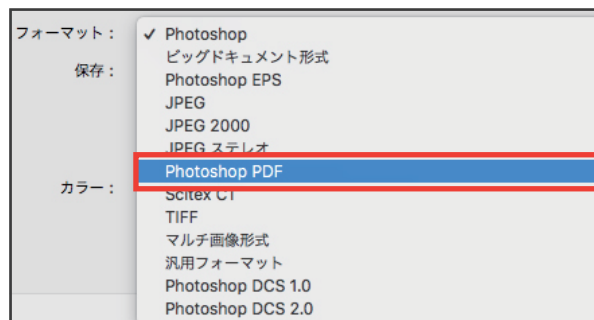 フォーマット： ✓ Photoshop
ビッグドキュメント形式
保存：
Photoshop EPS
JPEG
JPEG 2000
JPEG ステレオ
Photoshop PDF
カラー：
Scitex CT
TIFF
マルチ画像形式
汎用フォーマット
Photoshop DCS 1.0
Photoshop DCS 2.0